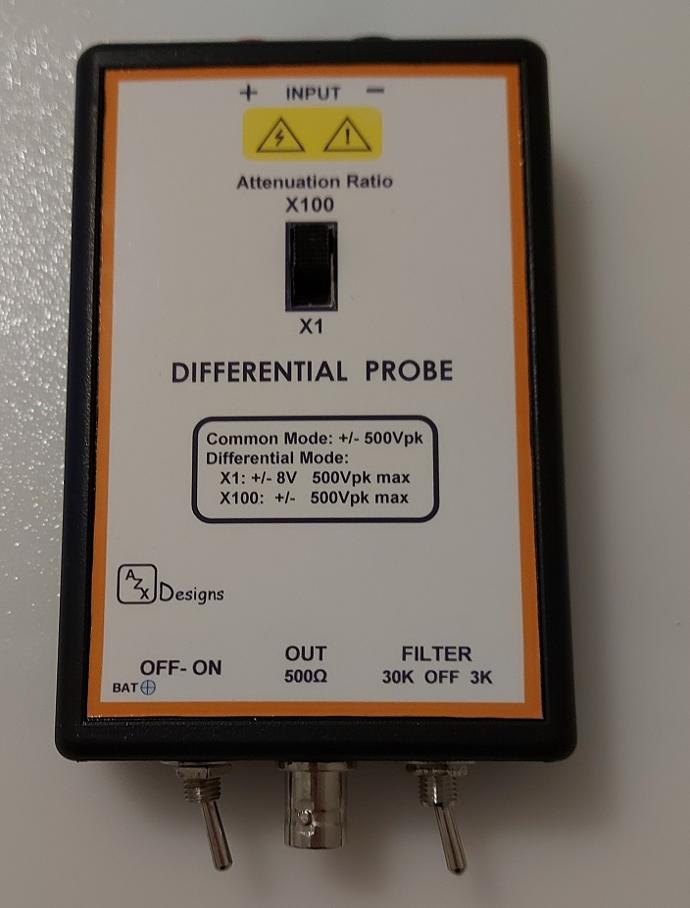 + INPUT −
Attenuation Ratio
X100
X1
DIFFERENTIAL PROBE
Common Mode: +/- 500Vpk
Differential Mode:
X1: +/- 8V 500Vpk max
X100: +/- 500Vpk max
AZX Designs
OFF- ON
BAT
OUT
500Ω
FILTER
30K OFF 3K